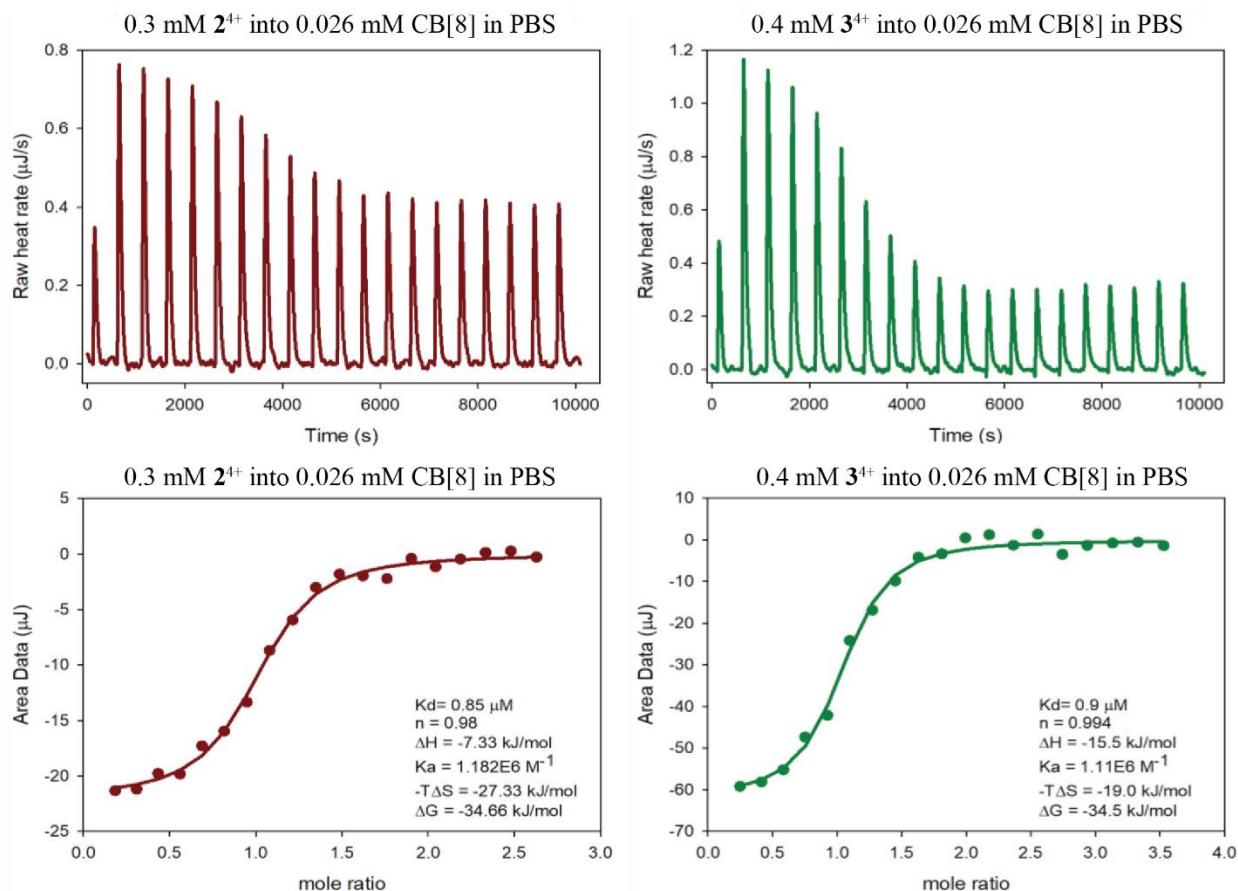 0.3 mM 2⁴⁺ into 0.026 mM CB[8] in PBS
0.8
0.6
0.4
0.2
0.0
Raw heat rate (μJ/s)
0
2000
4000
6000
8000
10000
Time (s)
0.4 mM 3⁴⁺ into 0.026 mM CB[8] in PBS
1.2
1.0
0.8
0.6
0.4
0.2
0.0
Raw heat rate (μJ/s)
0
2000
4000
6000
8000
10000
Time (s)
0.3 mM 2⁴⁺ into 0.026 mM CB[8] in PBS
5
0
-5
-10
-15
-20
-25
Area Data (μJ)
Kd= 0.85 μM
n = 0.98
ΔH = -7.33 kJ/mol
Ka = 1.182E6 M⁻¹
-TΔS = -27.33 kJ/mol
ΔG = -34.66 kJ/mol
0.0
0.5
1.0
1.5
2.0
2.5
3.0
mole ratio
0.4 mM 3⁴⁺ into 0.026 mM CB[8] in PBS
10
0
-10
-20
-30
-40
-50
-60
-70
Area Data (μJ)
Kd= 0.9 μM
n = 0.994
ΔH = -15.5 kJ/mol
Ka = 1.11E6 M⁻¹
-TΔS = -19.0 kJ/mol
ΔG = -34.5 kJ/mol
0.0
0.5
1.0
1.5
2.0
2.5
3.0
3.5
4.0
mole ratio